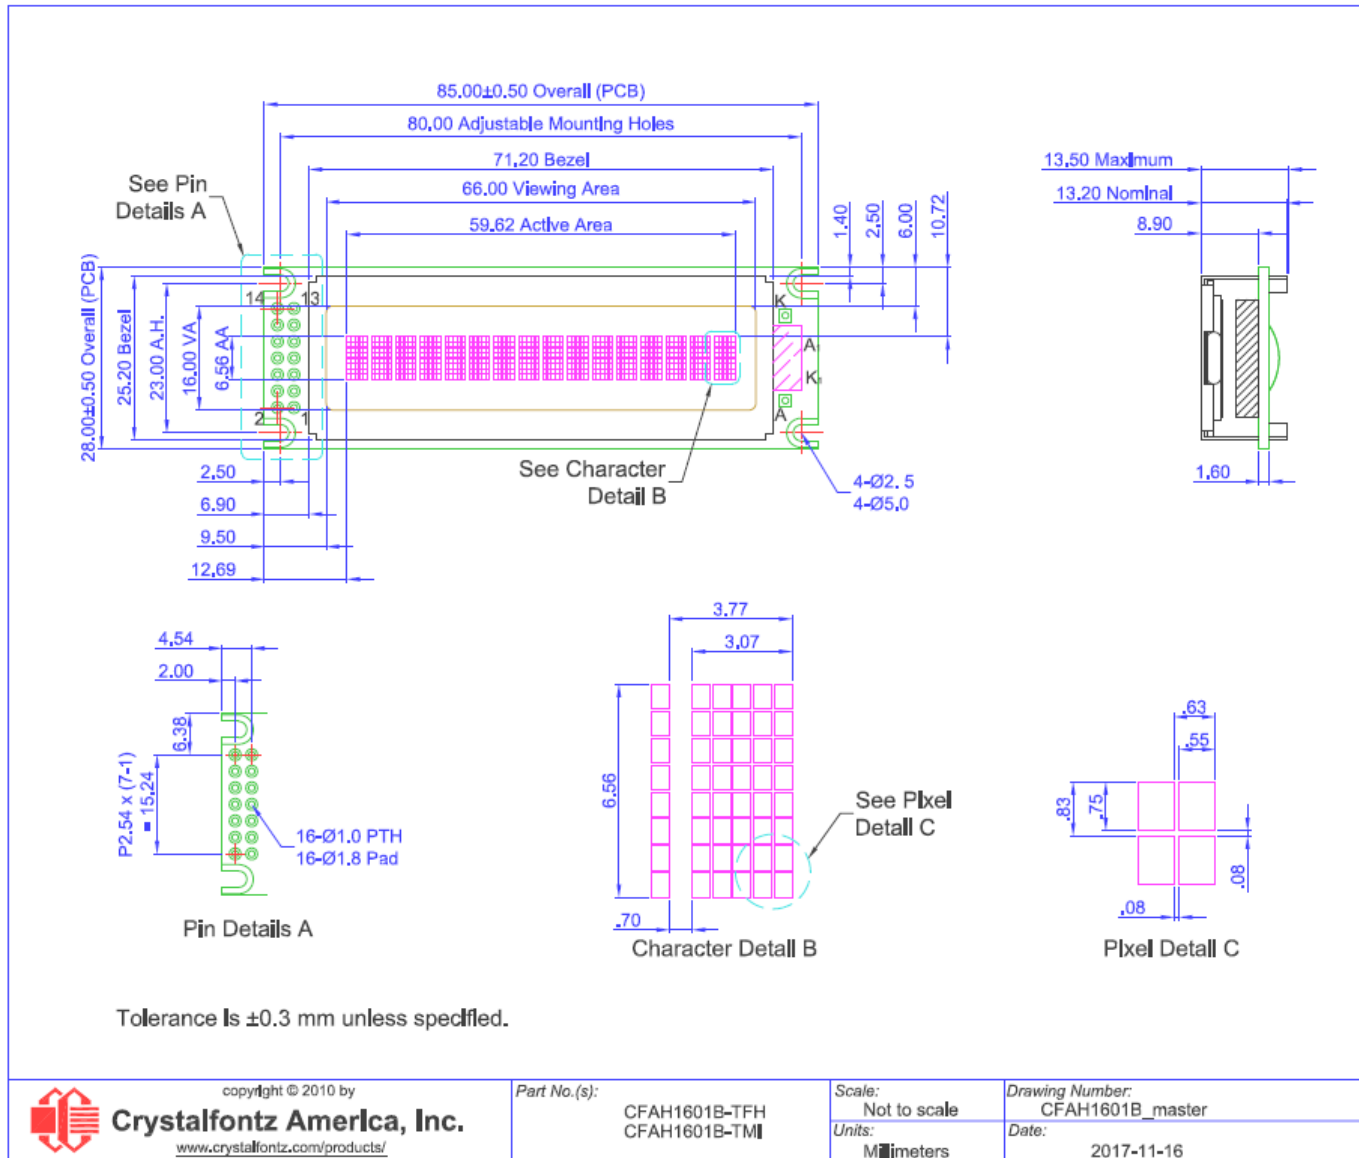 85.00±0.50 Overall (PCB)
80.00 Adjustable Mounting Holes
71.20 Bezel
66.00 Viewing Area
59.62 Active Area
See Pin
Details A
1.40
2.50
6.00
10.72
13.50 Maximum
13.20 Nominal
8.90
28.00±0.50 Overall (PCB)
25.20 Bezel
23.00 A.H.
16.00 VA
6.56 AA
14
13
2
1
K
A
K
A
See Character
Detail B
4-Ø2.5
4-Ø5.0
1.60
2.50
6.90
9.50
12.69
4.54
2.00
6.38
P2.54 x (7-1)
= 15.24
16-Ø1.0 PTH
16-Ø1.8 Pad
Pin Details A
3.77
3.07
6.56
.70
See Pixel
Detail C
Character Detail B
.63
.55
.83
.75
.08
.08
Pixel Detail C
Tolerance is ±0.3 mm unless specified.
copyright © 2010 by
Crystalfontz America, Inc.
www.crystalfontz.com/products/
Part No.(s):
CFAH1601B-TFH
CFAH1601B-TMI
Scale:
Not to scale
Units:
Millimeters
Drawing Number:
CFAH1601B_master
Date:
2017-11-16